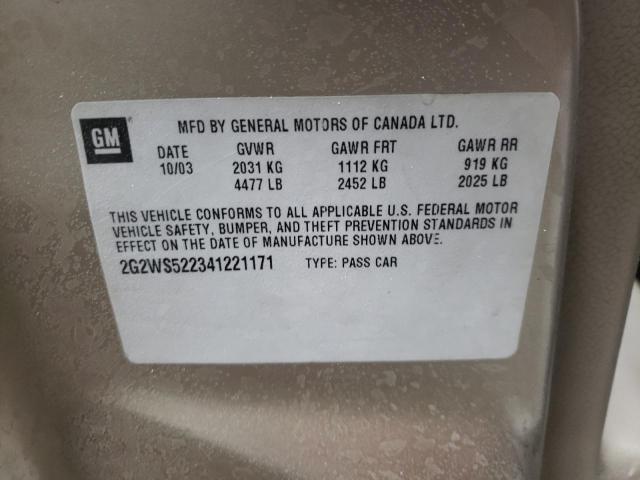 GM
MFD BY GENERAL MOTORS OF CANADA LTD.
DATE GVWR GAWR FRT GAWR RR
10/03 2031 KG 1112 KG 919 KG
4477 LB 2452 LB 2025 LB
THIS VEHICLE CONFORMS TO ALL APPLICABLE U.S. FEDERAL MOTOR
VEHICLE SAFETY, BUMPER, AND THEFT PREVENTION STANDARDS IN
EFFECT ON THE DATE OF MANUFACTURE SHOWN ABOVE.
2G2WS522341221171 TYPE: PASS CAR